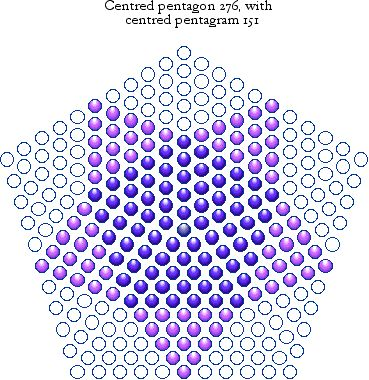 Centred pentagon 276, with
centred pentagram 151